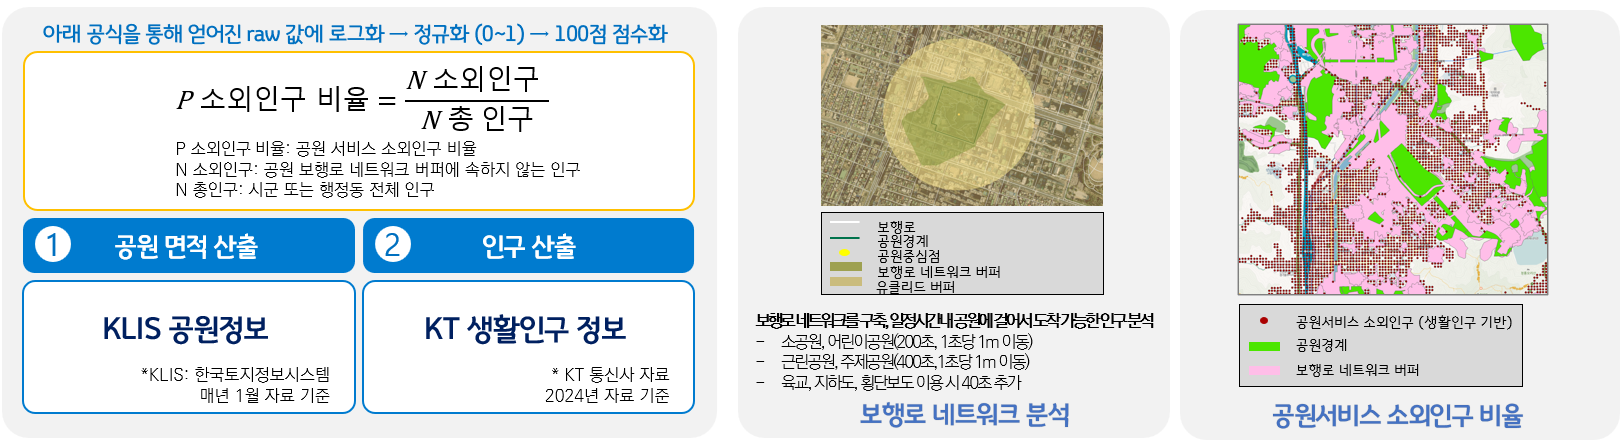 아래 공식을 통해 얻어진 raw 값에 로그화 → 정규화 (0~1) → 100점 점수화
P 소외인구 비율 = N 소외인구 / N 총 인구
P 소외인구 비율: 공원 서비스 소외인구 비율
N 소외인구: 공원 보행로 네트워크 버퍼에 속하지 않는 인구
N 총인구: 시군 또는 행정동 전체 인구
1 공원 면적 산출
KLIS 공원정보
*KLIS: 한국토지정보시스템
매년 1월 자료 기준
2 인구 산출
KT 생활인구 정보
* KT 통신사 자료
2024년 자료 기준
보행로
공원경계
공원중심점
보행로 네트워크 버퍼
유클리드 버퍼
보행로 네트워크를 구축, 일정시간내 공원에 걸어서 도착 가능한 인구 분석
- 소공원, 어린이공원(200초, 1초당 1m 이동)
- 근린공원, 주제공원(400초,1초당 1m 이동)
- 육교, 지하도, 횡단보도 이용 시 40초 추가
보행로 네트워크 분석
공원서비스 소외인구 (생활인구 기반)
공원경계
보행로 네트워크 버퍼
공원서비스 소외인구 비율